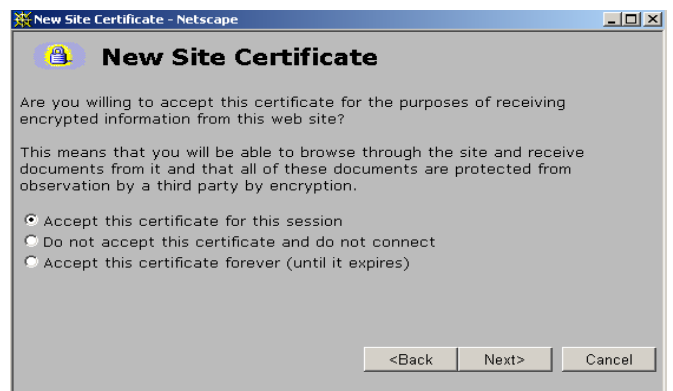 New Site Certificate - Netscape
New Site Certificate
Are you willing to accept this certificate for the purposes of receiving
encrypted information from this web site?
This means that you will be able to browse through the site and receive
documents from it and that all of these documents are protected from
observation by a third party by encryption.
Accept this certificate for this session
Do not accept this certificate and do not connect
Accept this certificate forever (until it expires)
<Back Next> Cancel